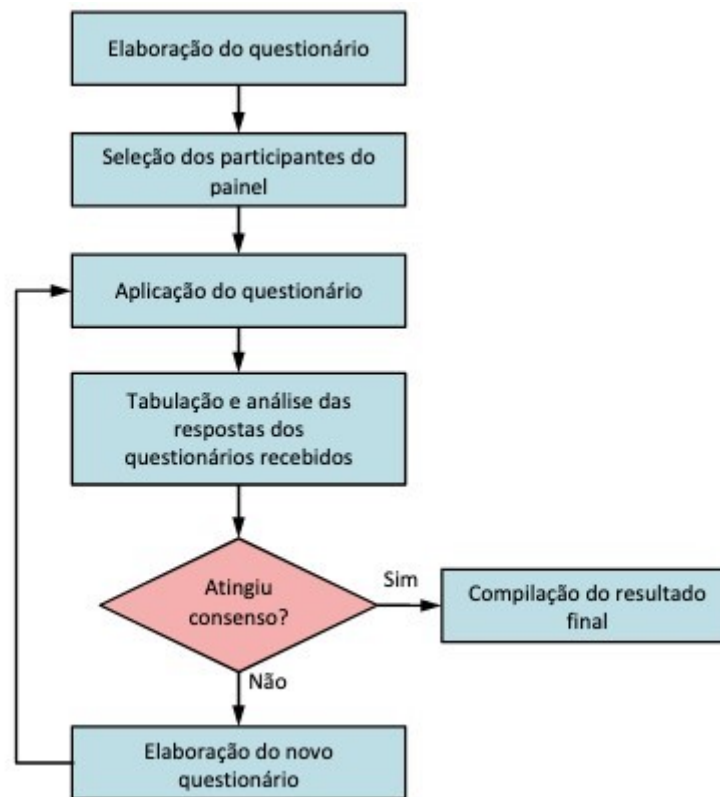 Elaboração do questionário
Seleção dos participantes do
painel
Aplicação do questionário
Tabulação e análise das
respostas dos
questionários recebidos
Atingiu
consenso?
Sim
Compilação do resultado
final
Não
Elaboração do novo
questionário